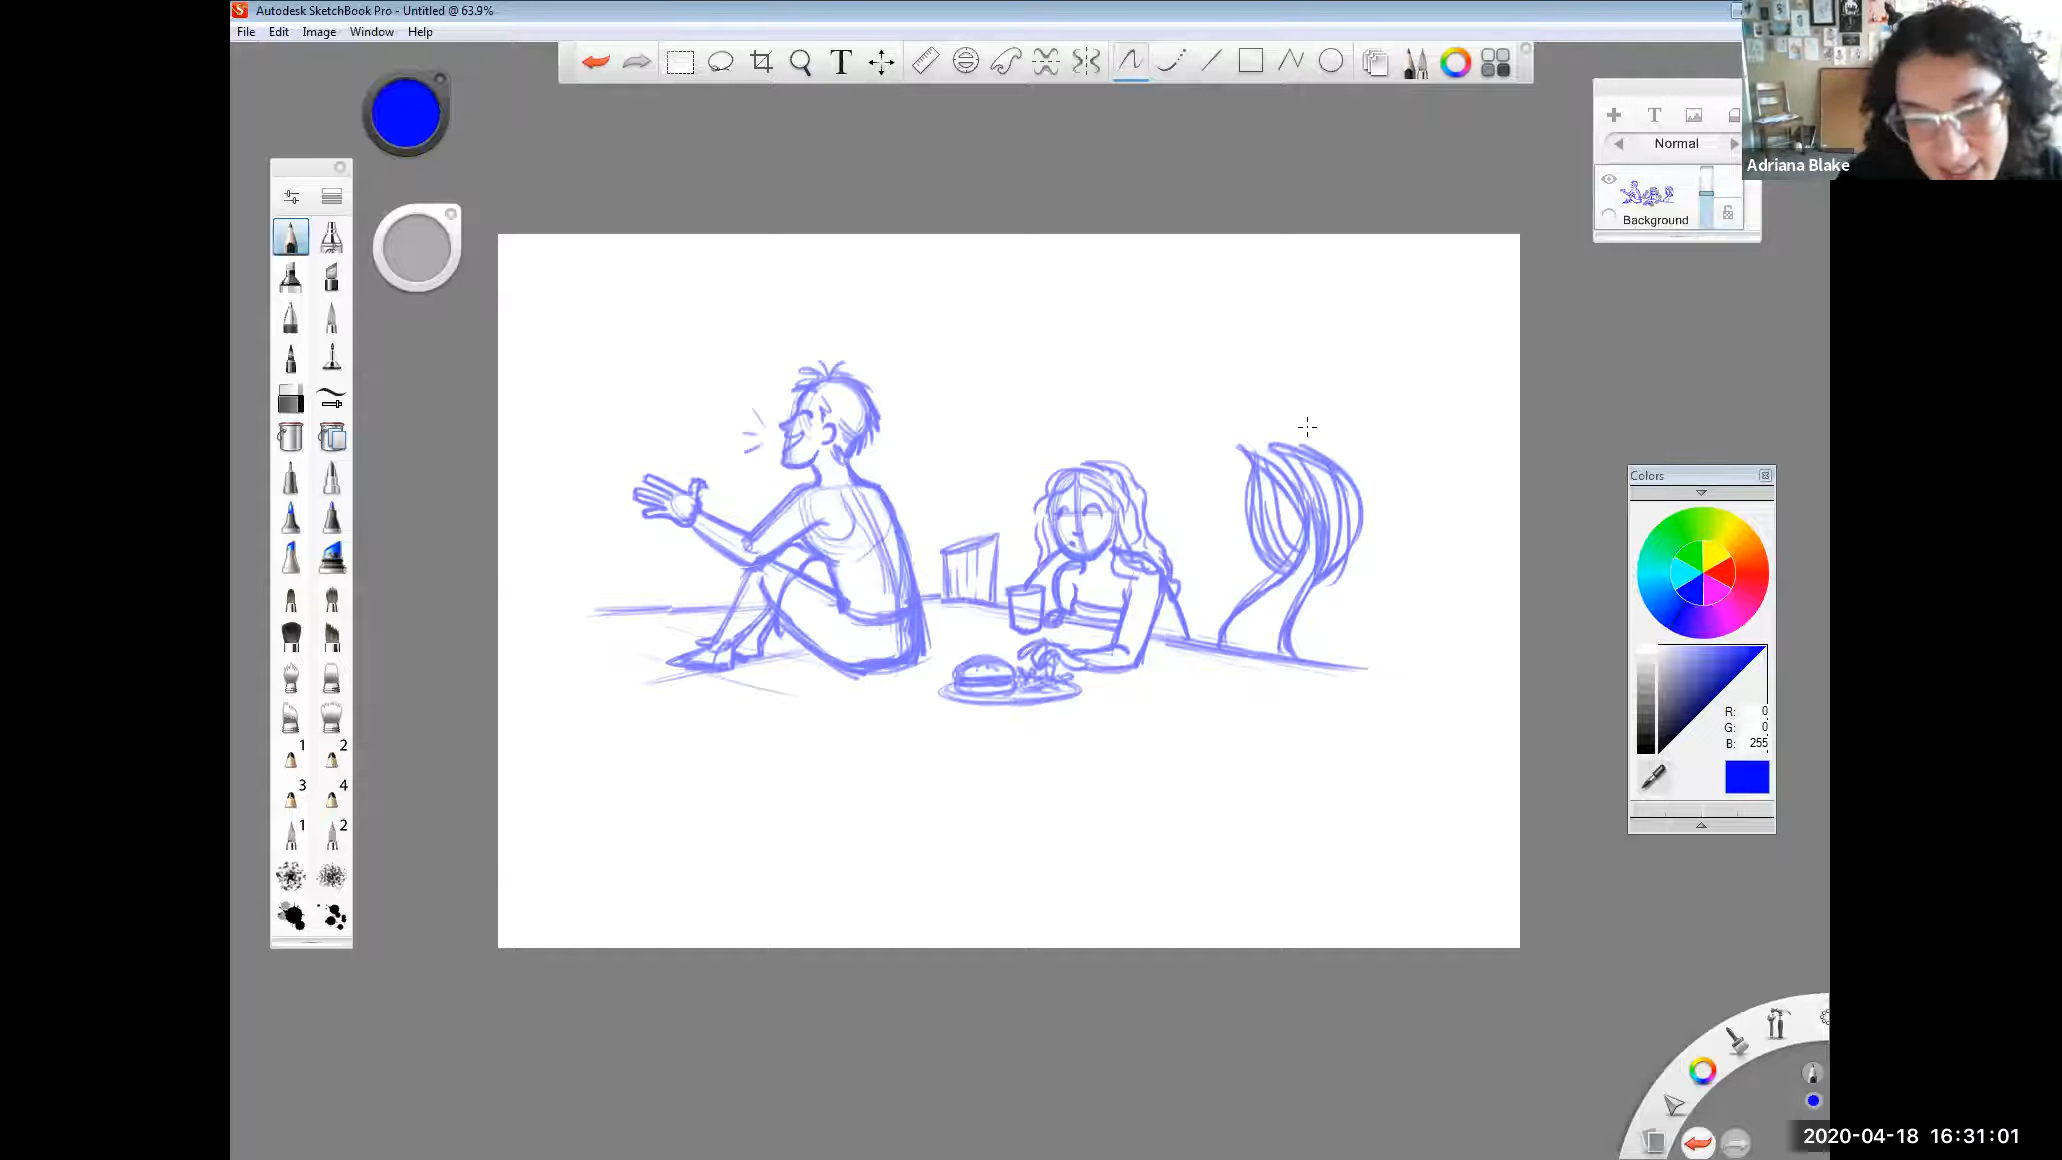 Autodesk SketchBook Pro - Untitled @ 63.9%
File Edit Image Window Help
T
T
Normal
Background
Adriana Blake
Colors
R: 0
G: 0
B: 255
1 2
3 4
1 2
2020-04-18 16:31:01